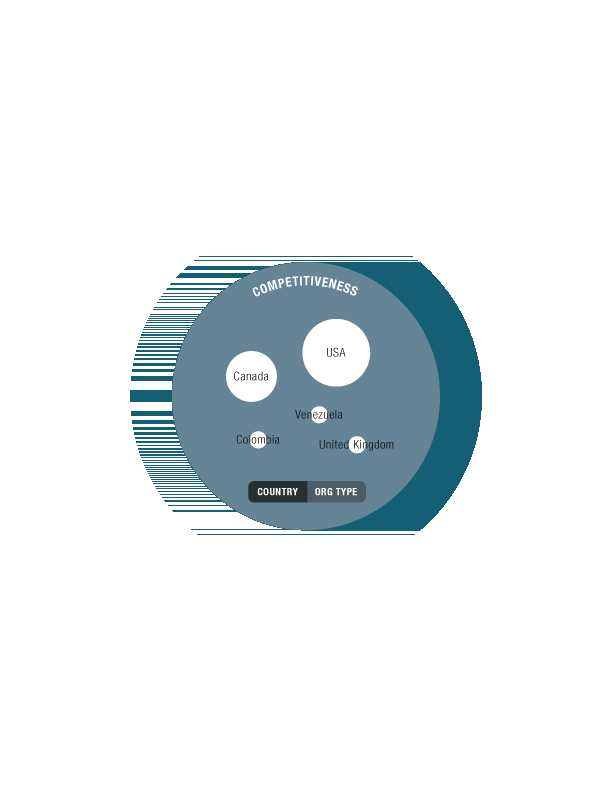 COMPETITIVENESS
USA
Canada
Venezuela
Colombia
United Kingdom
COUNTRY ORG TYPE